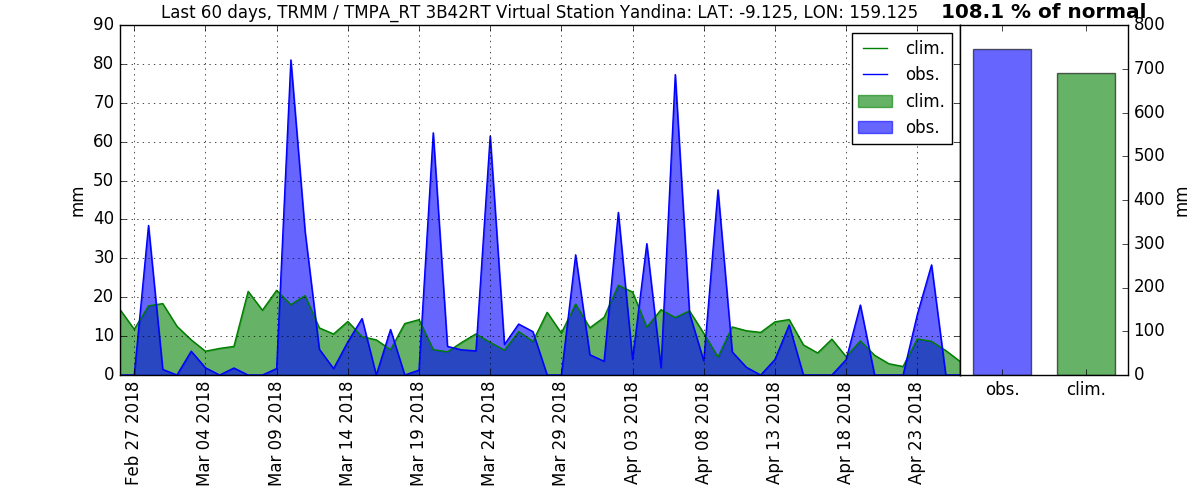 Last 60 days, TRMM / TMPA_RT 3B42RT Virtual Station Yandina: LAT: -9.125, LON: 159.125
108.1 % of normal
90
80
70
60
50
40
30
20
10
0
mm
clim.
obs.
clim.
obs.
Feb 27 2018
Mar 04 2018
Mar 09 2018
Mar 14 2018
Mar 19 2018
Mar 24 2018
Mar 29 2018
Apr 03 2018
Apr 08 2018
Apr 13 2018
Apr 18 2018
Apr 23 2018
800
700
600
500
400
300
200
100
0
mm
obs.
clim.